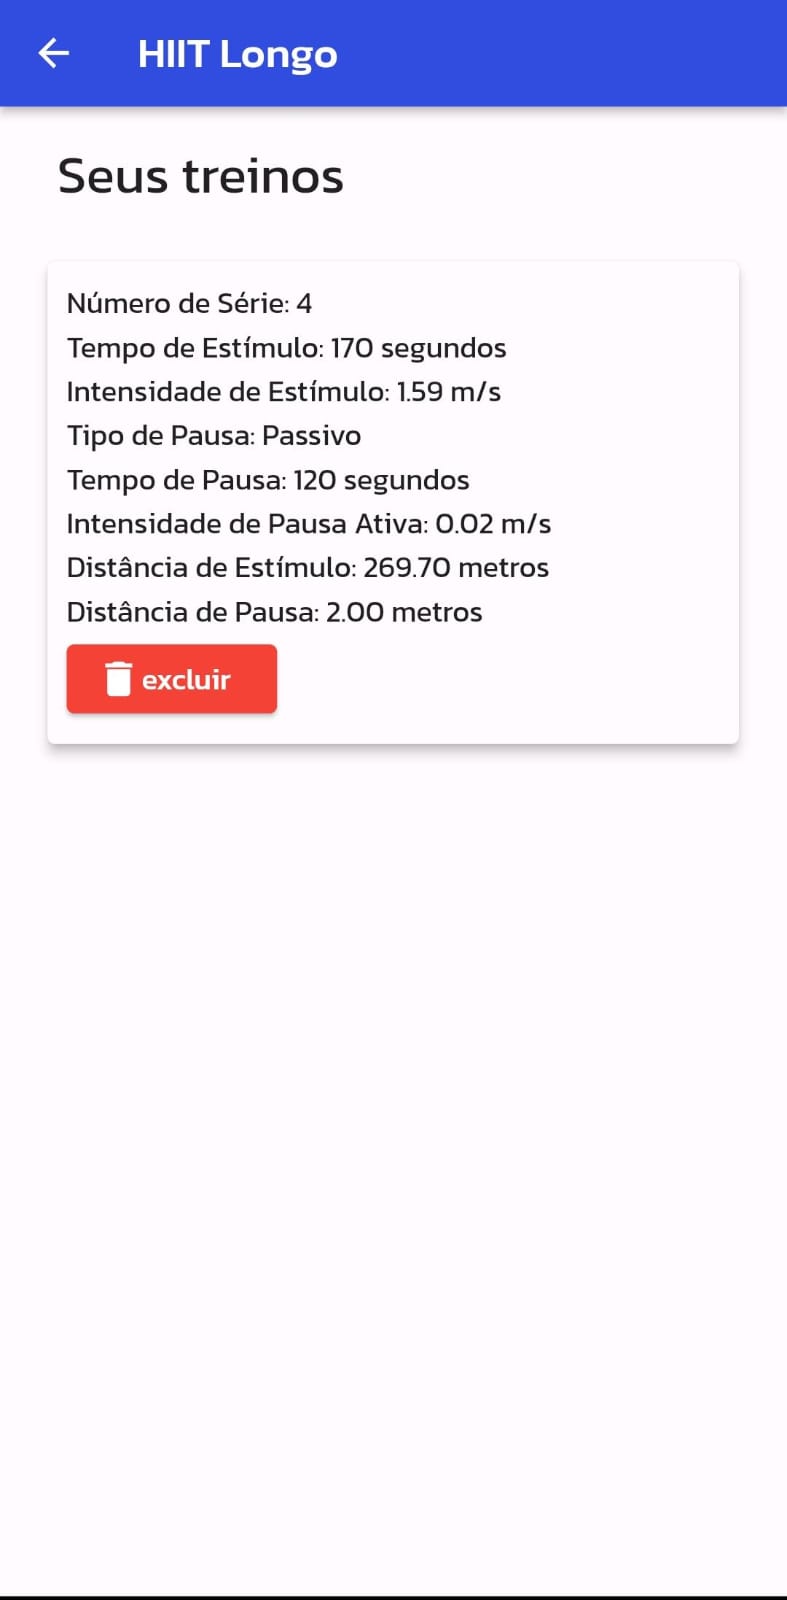 HIIT Longo
Seus treinos
Número de Série: 4
Tempo de Estímulo: 170 segundos
Intensidade de Estímulo: 1.59 m/s
Tipo de Pausa: Passivo
Tempo de Pausa: 120 segundos
Intensidade de Pausa Ativa: 0.02 m/s
Distância de Estímulo: 269.70 metros
Distância de Pausa: 2.00 metros
excluir